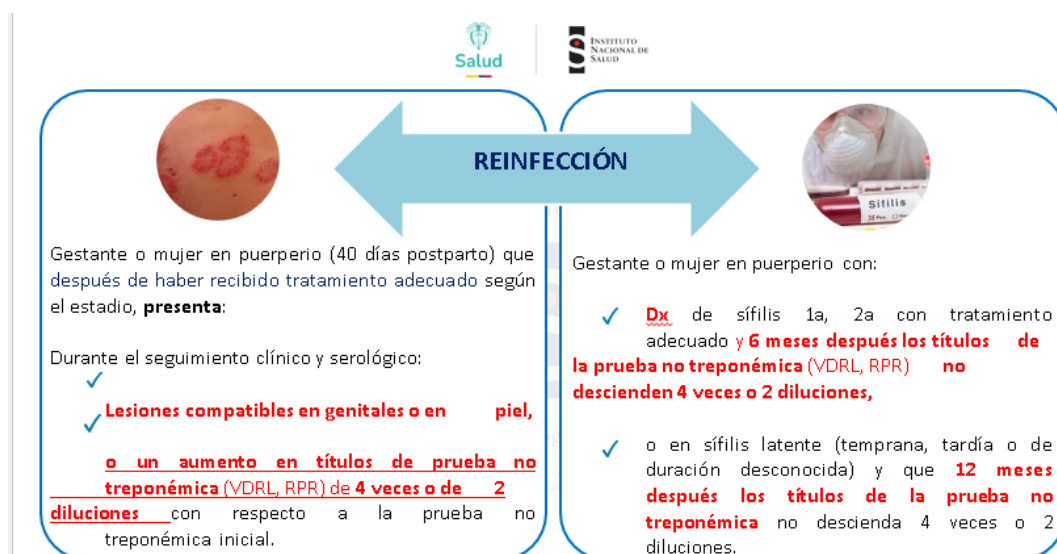 Salud
INSTITUTO
NACIONAL DE
SALUD
REINFECCIÓN
Gestante o mujer en puerperio (40 días postparto) que
después de haber recibido tratamiento adecuado según
el estadio, presenta:
Durante el seguimiento clínico y serológico:
✓
✓ Lesiones compatibles en genitales o en piel,
o un aumento en títulos de prueba no
treponémica (VDRL, RPR) de 4 veces o de 2
diluciones con respecto a la prueba no
treponémica inicial.
Sífilis
Pos.
Gestante o mujer en puerperio con:
✓ Dx de sífilis 1a, 2a con tratamiento
adecuado y 6 meses después los títulos de
la prueba no treponémica (VDRL, RPR) no
descienden 4 veces o 2 diluciones,
✓ o en sífilis latente (temprana, tardía o de
duración desconocida) y que 12 meses
después los títulos de la prueba no
treponémica no descienda 4 veces o 2
diluciones.